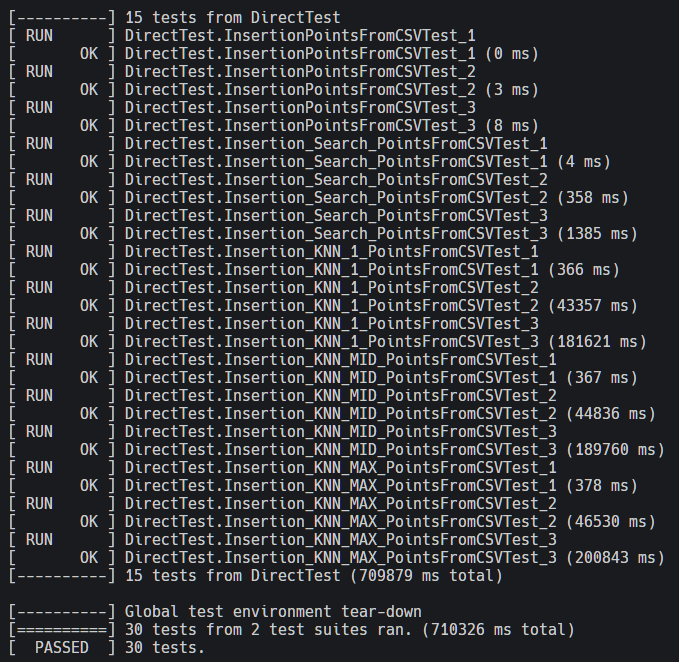 [----------] 15 tests from DirectTest
[ RUN      ] DirectTest.InsertionPointsFromCSVTest_1
[       OK ] DirectTest.InsertionPointsFromCSVTest_1 (0 ms)
[ RUN      ] DirectTest.InsertionPointsFromCSVTest_2
[       OK ] DirectTest.InsertionPointsFromCSVTest_2 (3 ms)
[ RUN      ] DirectTest.InsertionPointsFromCSVTest_3
[       OK ] DirectTest.InsertionPointsFromCSVTest_3 (8 ms)
[ RUN      ] DirectTest.Insertion_Search_PointsFromCSVTest_1
[       OK ] DirectTest.Insertion_Search_PointsFromCSVTest_1 (4 ms)
[ RUN      ] DirectTest.Insertion_Search_PointsFromCSVTest_2
[       OK ] DirectTest.Insertion_Search_PointsFromCSVTest_2 (358 ms)
[ RUN      ] DirectTest.Insertion_Search_PointsFromCSVTest_3
[       OK ] DirectTest.Insertion_Search_PointsFromCSVTest_3 (1385 ms)
[ RUN      ] DirectTest.Insertion_KNN_1_PointsFromCSVTest_1
[       OK ] DirectTest.Insertion_KNN_1_PointsFromCSVTest_1 (366 ms)
[ RUN      ] DirectTest.Insertion_KNN_1_PointsFromCSVTest_2
[       OK ] DirectTest.Insertion_KNN_1_PointsFromCSVTest_2 (43357 ms)
[ RUN      ] DirectTest.Insertion_KNN_1_PointsFromCSVTest_3
[       OK ] DirectTest.Insertion_KNN_1_PointsFromCSVTest_3 (181621 ms)
[ RUN      ] DirectTest.Insertion_KNN_MID_PointsFromCSVTest_1
[       OK ] DirectTest.Insertion_KNN_MID_PointsFromCSVTest_1 (367 ms)
[ RUN      ] DirectTest.Insertion_KNN_MID_PointsFromCSVTest_2
[       OK ] DirectTest.Insertion_KNN_MID_PointsFromCSVTest_2 (44836 ms)
[ RUN      ] DirectTest.Insertion_KNN_MID_PointsFromCSVTest_3
[       OK ] DirectTest.Insertion_KNN_MID_PointsFromCSVTest_3 (189760 ms)
[ RUN      ] DirectTest.Insertion_KNN_MAX_PointsFromCSVTest_1
[       OK ] DirectTest.Insertion_KNN_MAX_PointsFromCSVTest_1 (378 ms)
[ RUN      ] DirectTest.Insertion_KNN_MAX_PointsFromCSVTest_2
[       OK ] DirectTest.Insertion_KNN_MAX_PointsFromCSVTest_2 (46530 ms)
[ RUN      ] DirectTest.Insertion_KNN_MAX_PointsFromCSVTest_3
[       OK ] DirectTest.Insertion_KNN_MAX_PointsFromCSVTest_3 (200843 ms)
[----------] 15 tests from DirectTest (709879 ms total)

[----------] Global test environment tear-down
[==========] 30 tests from 2 test suites ran. (710326 ms total)
[  PASSED  ] 30 tests.